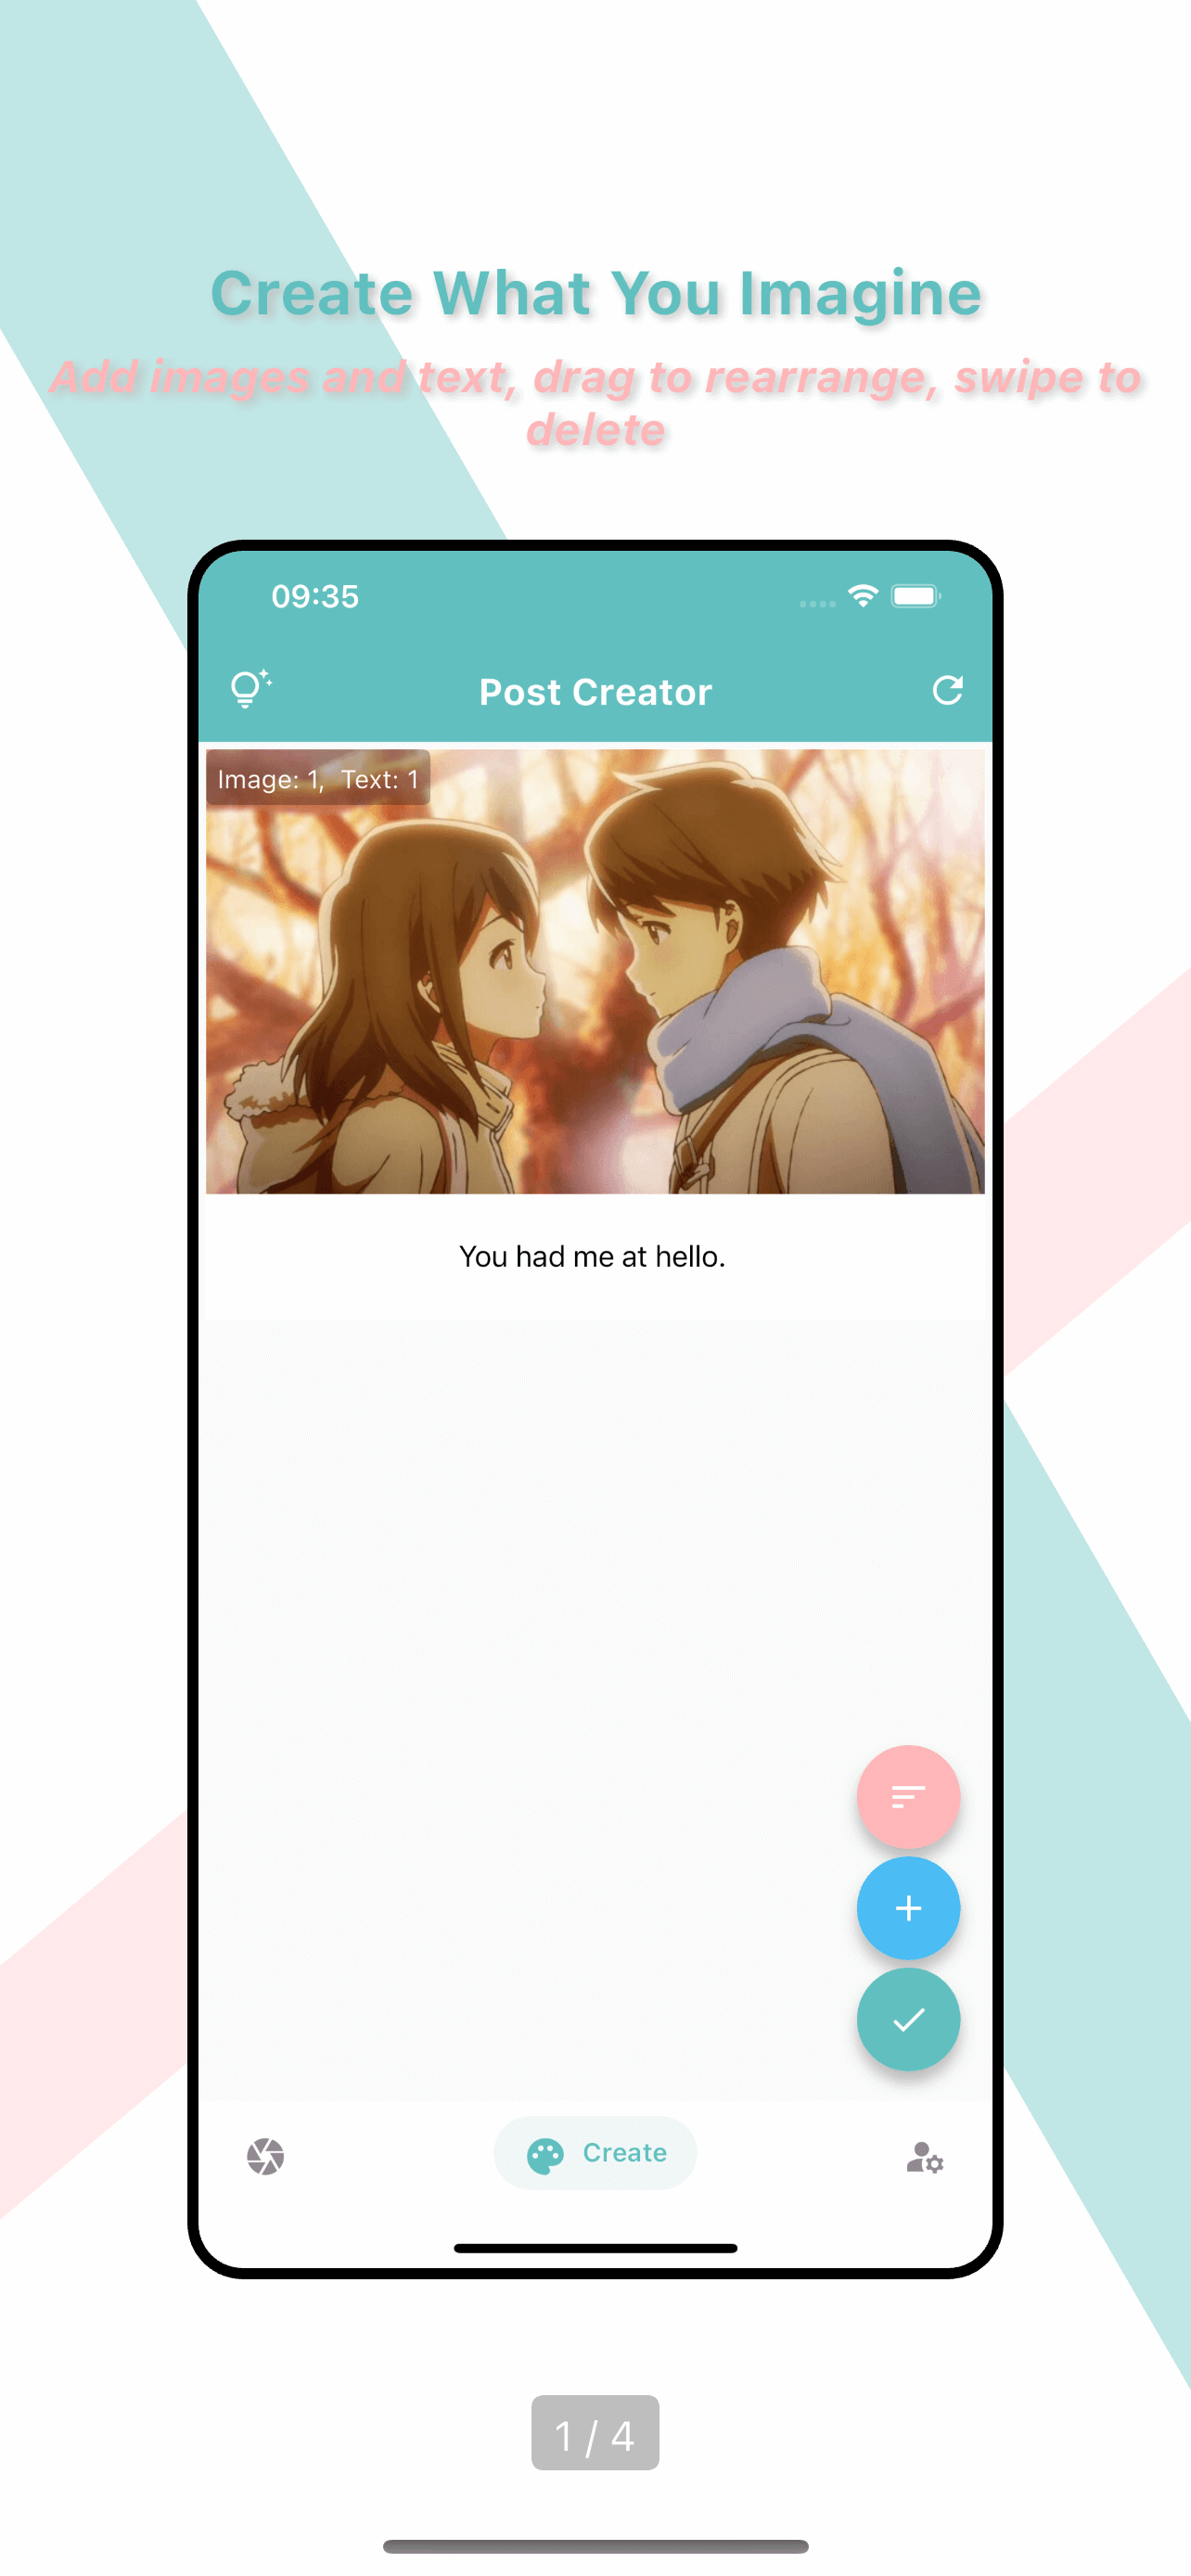 Create What You Imagine
Add images and text, drag to rearrange, swipe to
delete
09:35
Post Creator
Image: 1,  Text: 1
You had me at hello.
Create
1 / 4